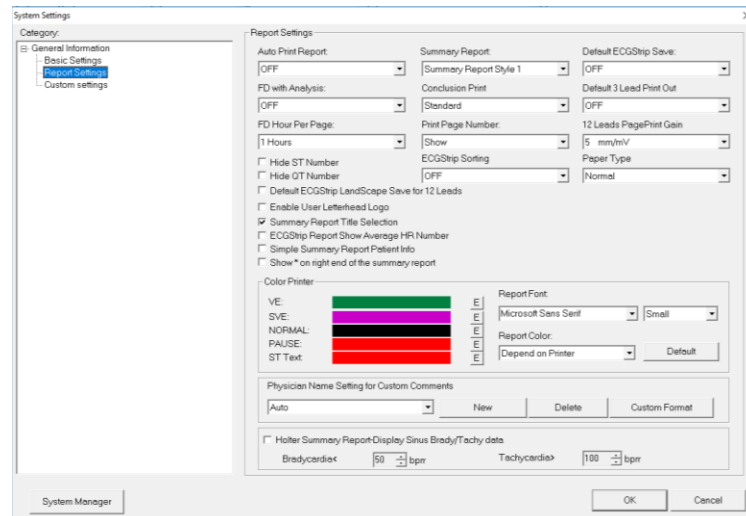 System Settings
Category:
General Information
Basic Settings
Report Settings
Custom settings
Report Settings
Auto Print Report: Summary Report: Default ECGStrip Save:
OFF Summary Report Style 1 OFF
FD with Analysis: Conclusion Print Default 3 Lead Print Out
OFF Standard OFF
FD Hour Per Page: Print Page Number: 12 Leads PagePrint Gain
1 Hours Show 5 mm/mV
Hide ST Number ECGStrip Sorting Paper Type
Hide QT Number OFF Normal
Default ECGStrip LandScape Save for 12 Leads
Enable User Letterhead Logo
Summary Report Title Selection
ECGStrip Report Show Average HR Number
Simple Summary Report Patient Info
Show * on right end of the summary report
Color Printer
VE: E Report Font:
SVE: E Microsoft Sans Serif Small
NORMAL: E Report Color:
PAUSE: E Depend on Printer Default
ST Text: E
Physician Name Setting for Custom Comments
Auto New Delete Custom Format
Holter Summary Report-Display Sinus Brady/Tachy data
Bradycardia< 50 bpm Tachycardia> 100 bpm
System Manager OK Cancel